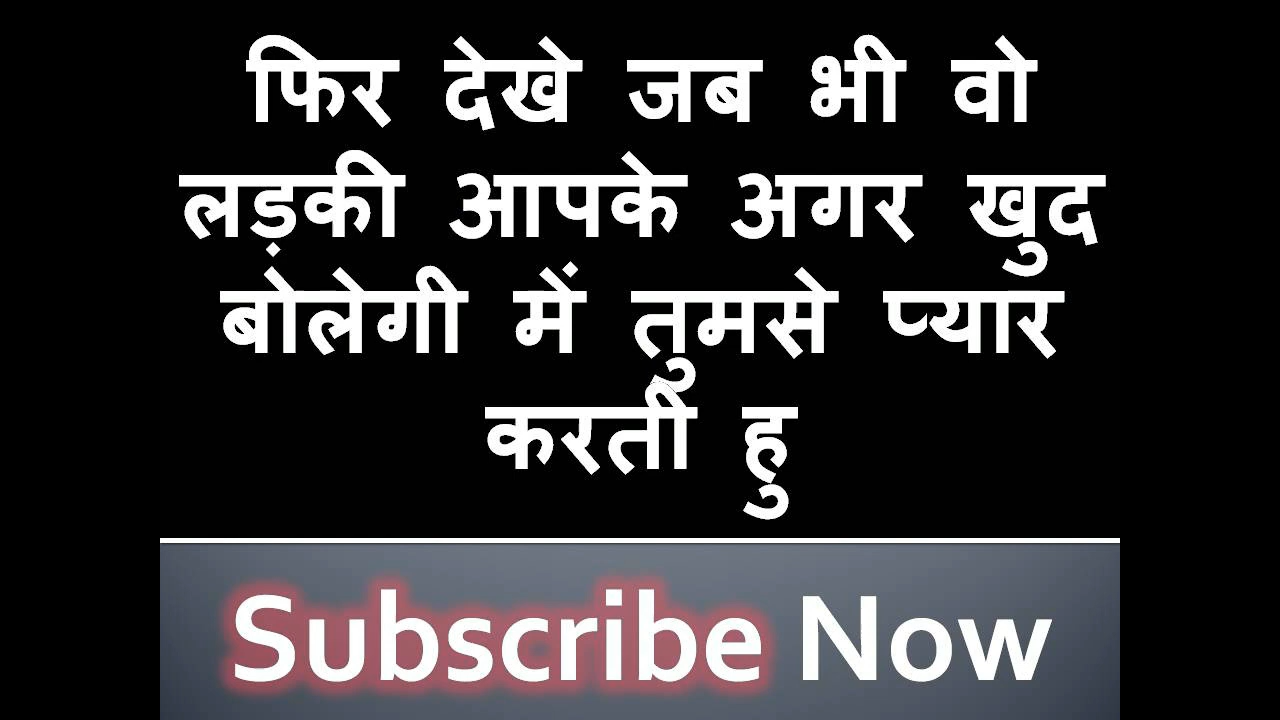 फिर देखे जब भी वो
लड़की आपके अगर खुद
बोलेगी में तुमसे प्यार
करती हु
Subscribe Now